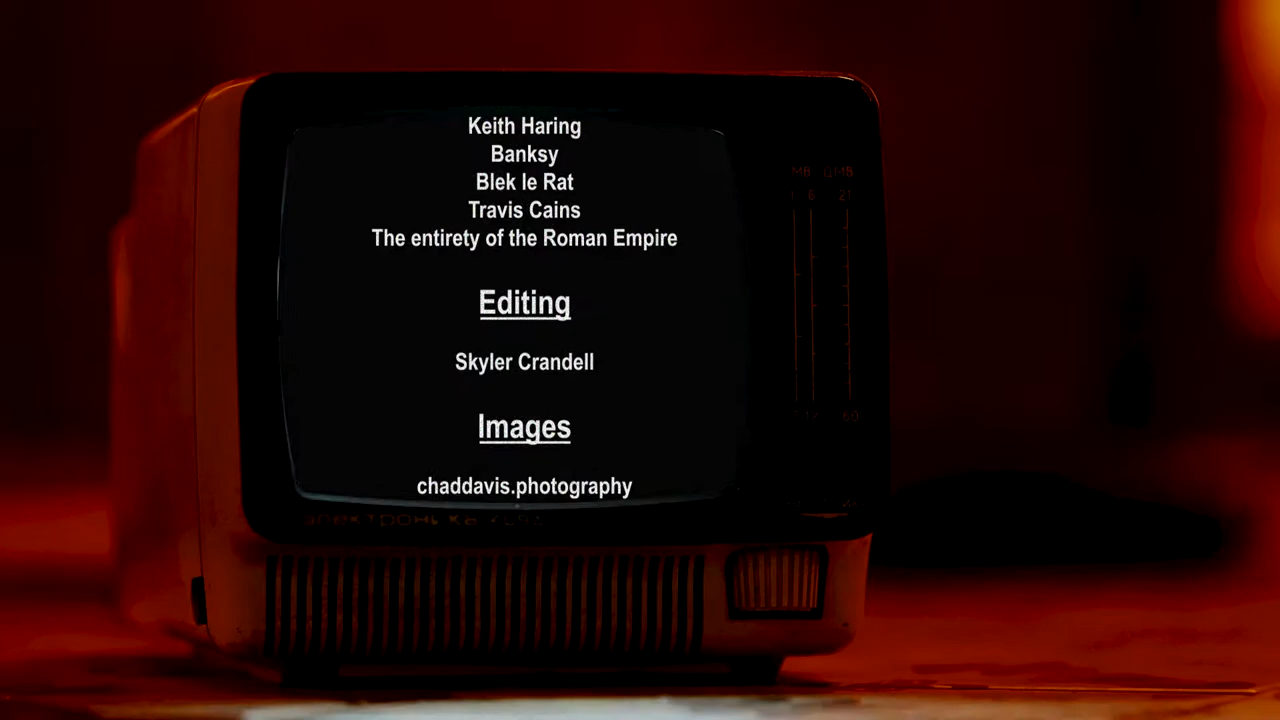 Keith Haring
Banksy
Blek le Rat
Travis Cains
The entirety of the Roman Empire
Editing
Skyler Crandell
Images
chaddavis.photography